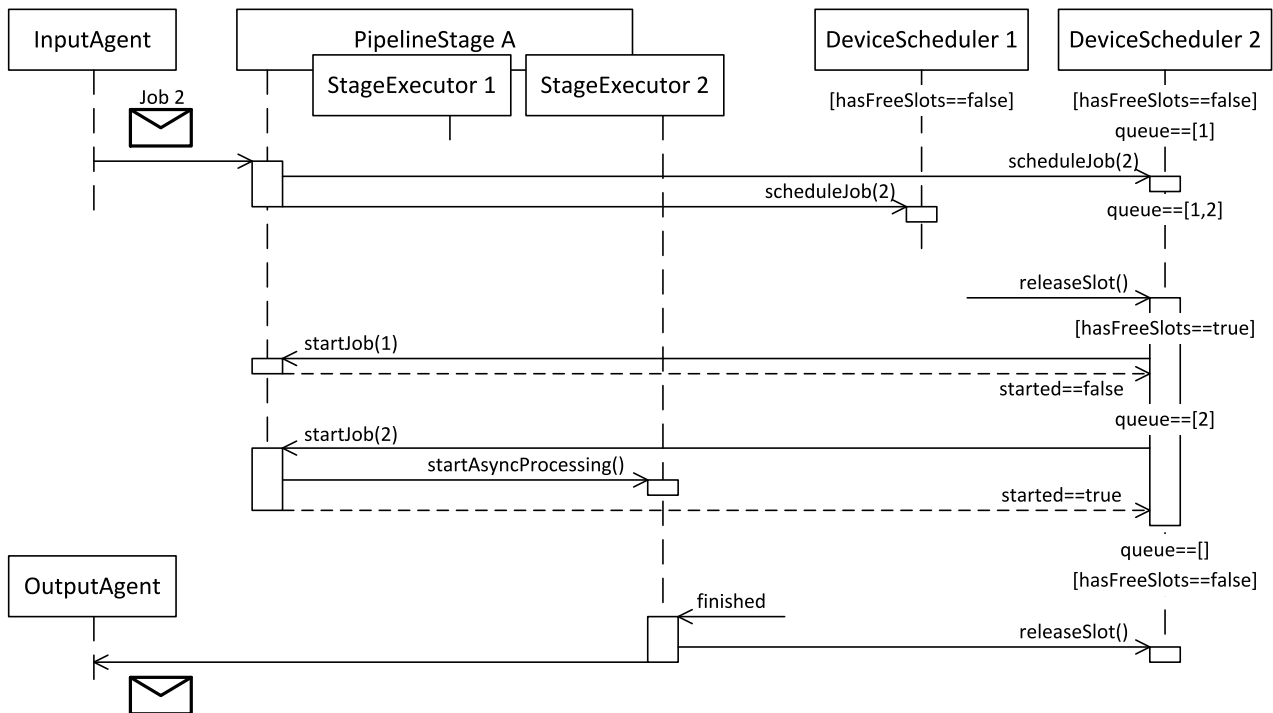 InputAgent
PipelineStage A
DeviceScheduler 1
DeviceScheduler 2
StageExecutor 1
StageExecutor 2
Job 2
[hasFreeSlots==false]
[hasFreeSlots==false]
queue==[1]
scheduleJob(2)
scheduleJob(2)
queue==[1,2]
releaseSlot()
[hasFreeSlots==true]
startJob(1)
started==false
queue==[2]
startJob(2)
startAsyncProcessing()
started==true
queue==[]
[hasFreeSlots==false]
OutputAgent
finished
releaseSlot()